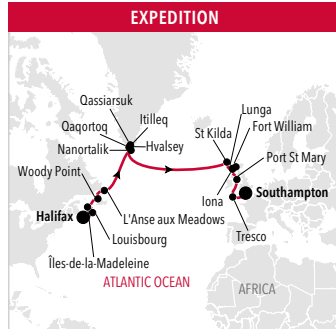 EXPEDITION
Qassiarsuk
Itilleq
Qaqortoq
Hvalsey
Nanortalik
Lunga
St Kilda
Fort William
Port St Mary
Woody Point
Iona
Southampton
Halifax
L'Anse aux Meadows
Tresco
Louisbourg
Îles-de-la-Madeleine
ATLANTIC OCEAN
AFRICA